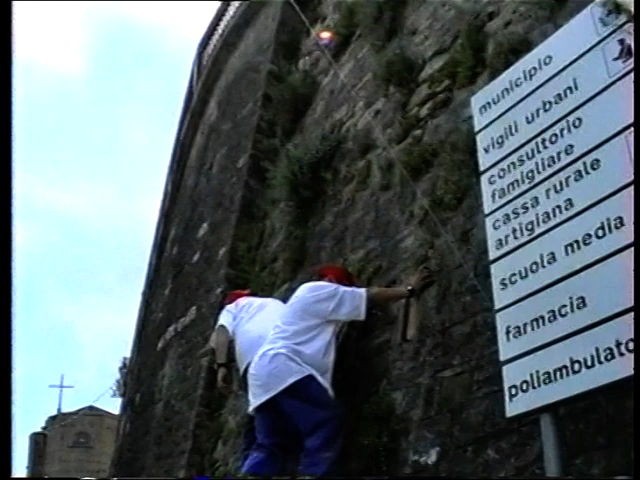 municipio
vigili urbani
consultorio
famigliare
cassa rurale
artigiana
scuola media
farmacia
poliambulato